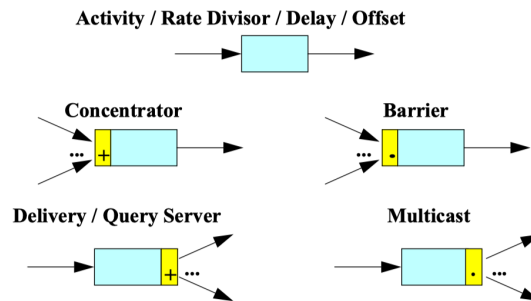 Activity / Rate Divisor / Delay / Offset
Concentrator
Barrier
... +
... .
Delivery / Query Server
Multicast
+ ...
. ...